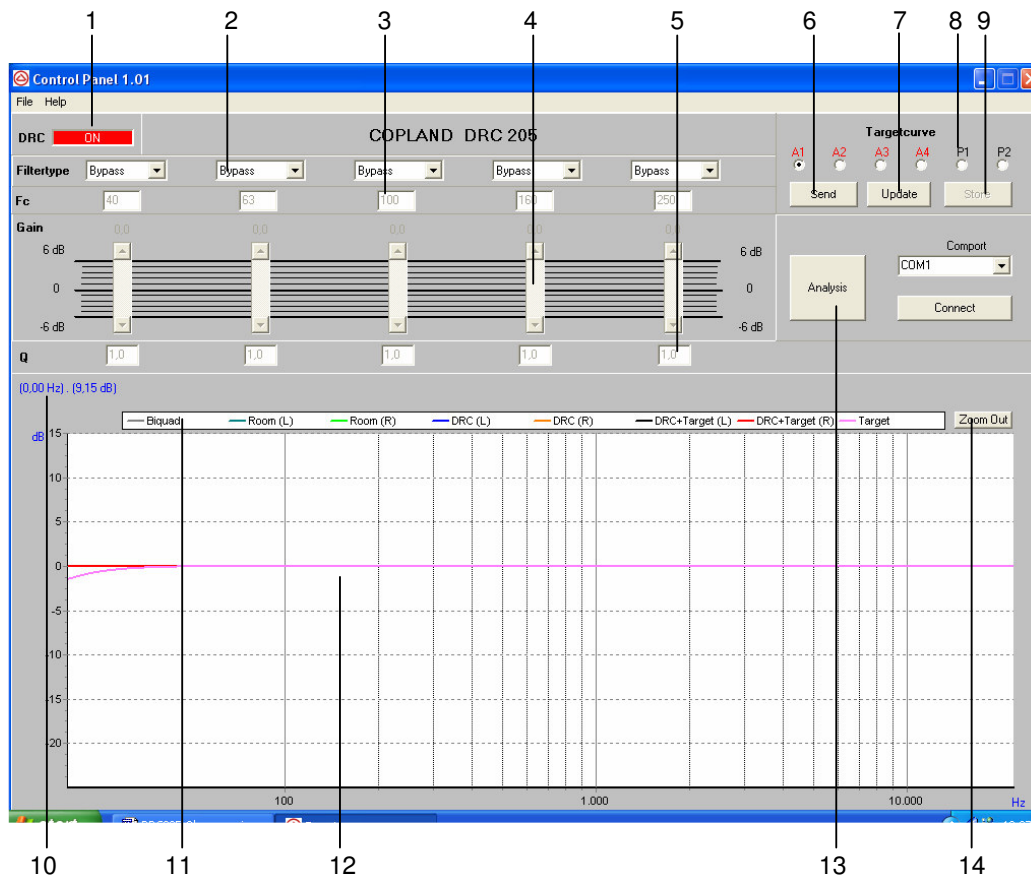 1 2 3 4 5 6 7 8 9
Control Panel 1.01
File Help
DRC ON COPLAND DRC 205
Targetcurve
A1 A2 A3 A4 P1 P2
Filtertype Bypass Bypass Bypass Bypass Bypass
Send Update Store
Fc 40 63 100 160 250
Gain 0,0 0,0 0,0 0,0 0,0
6 dB 6 dB
0 0
-6 dB -6 dB
Comport
COM1
Analysis
Connect
Q 1,0 1,0 1,0 1,0 1,0
(0,00 Hz) . (9,15 dB)
Biquad Room (L) Room (R) DRC (L) DRC (R) DRC+Target (L) DRC+Target (R) Target
Zoom Out
dB 15
10
5
0
-5
-10
-15
-20
100 1.000 10.000 Hz
10 11 12 13 14